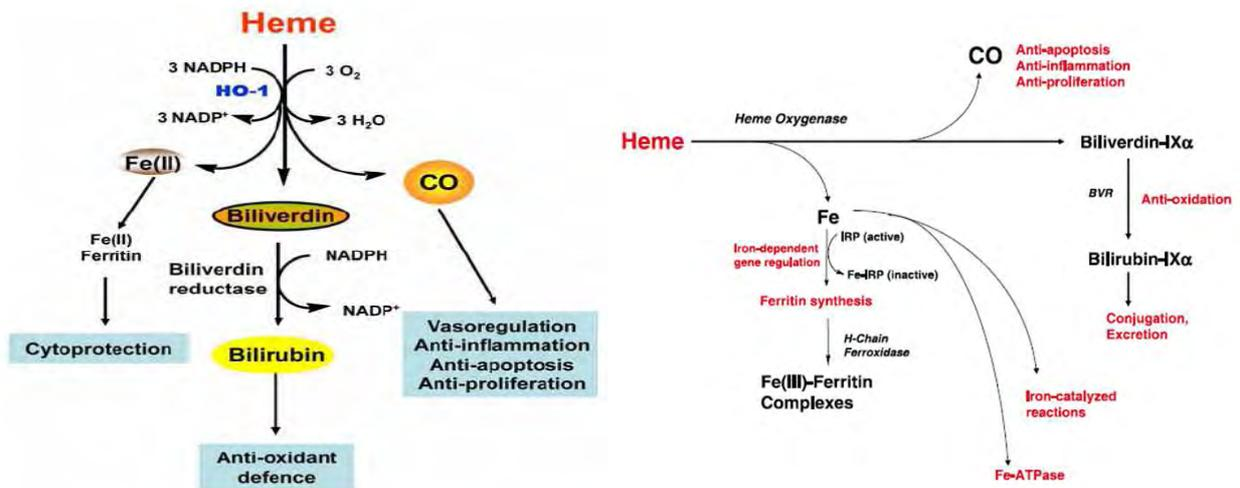 Heme
3 NADPH
3 O₂
HO-1
3 NADP⁺
3 H₂O
Fe(II)
CO
Biliverdin
Fe(II)
Ferritin
Biliverdin
reductase
NADPH
NADP⁺
Cytoprotection
Bilirubin
Vasoregulation
Anti-inflammation
Anti-apoptosis
Anti-proliferation
Anti-oxidant
defence
CO
Anti-apoptosis
Anti-inflammation
Anti-proliferation
Heme Oxygenase
Heme
Biliverdin-IXα
BVR
Anti-oxidation
Fe
IRP (active)
Iron-dependent
gene regulation
Fe-IRP (inactive)
Bilirubin-IXα
Ferritin synthesis
Conjugation,
Excretion
H-Chain
Ferroxidase
Fe(III)-Ferritin
Complexes
Iron-catalyzed
reactions
Fe-ATPase